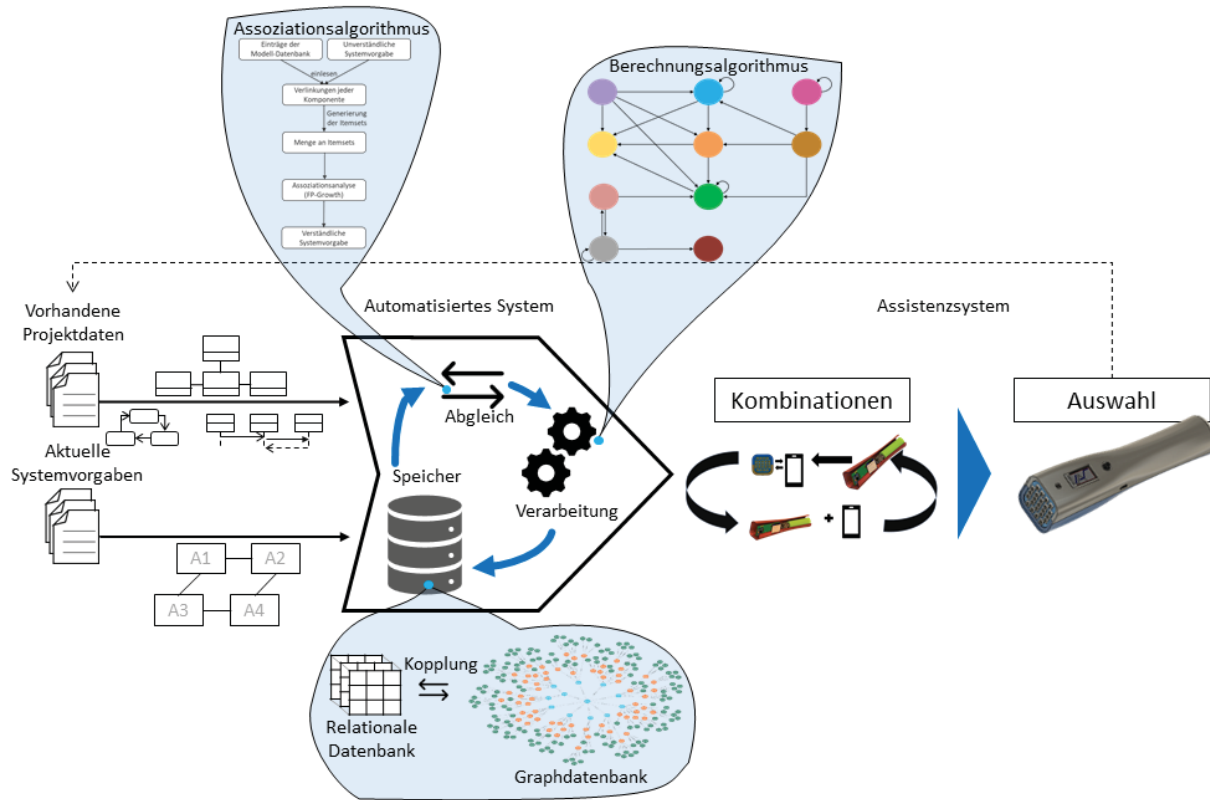 Assoziationsalgorithmus
Einträge der
Modell-Datenbank
Unverständliche
Systemvorgabe
einlesen
Verlinkungen jeder
Komponente
Generierung
der Itemsets
Menge an Itemsets
Assoziationsanalyse
(FP-Growth)
Verständliche
Systemvorgabe
Berechnungsalgorithmus
Vorhandene
Projektdaten
Automatisiertes System
Assistenzsystem
Abgleich
Kombinationen
Auswahl
Aktuelle
Systemvorgaben
Speicher
Verarbeitung
+
A1
A2
A3
A4
Kopplung
Relationale
Datenbank
Graphdatenbank